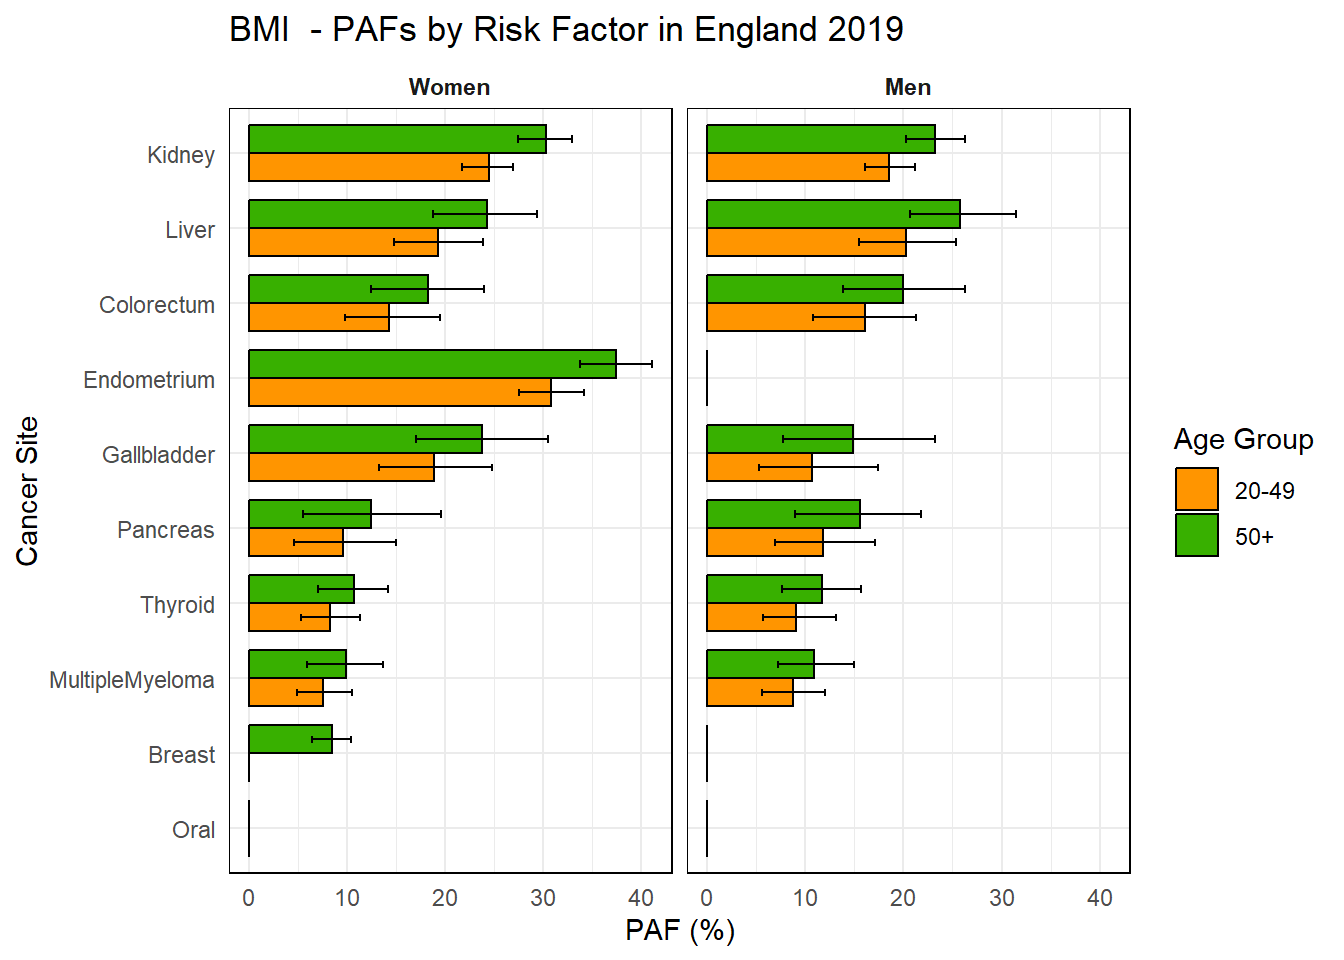 BMI  - PAFs by Risk Factor in England 2019
Women
Men
Kidney
Liver
Colorectum
Endometrium
Gallbladder
Pancreas
Thyroid
MultipleMyeloma
Breast
Oral
Cancer Site
0 10 20 30 40
0 10 20 30 40
PAF (%)
Age Group
20-49
50+